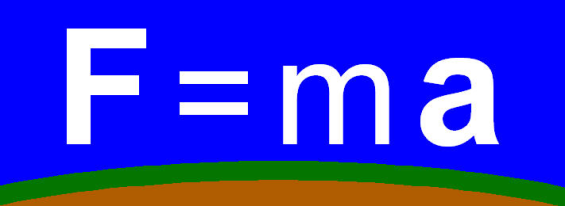 F = ma